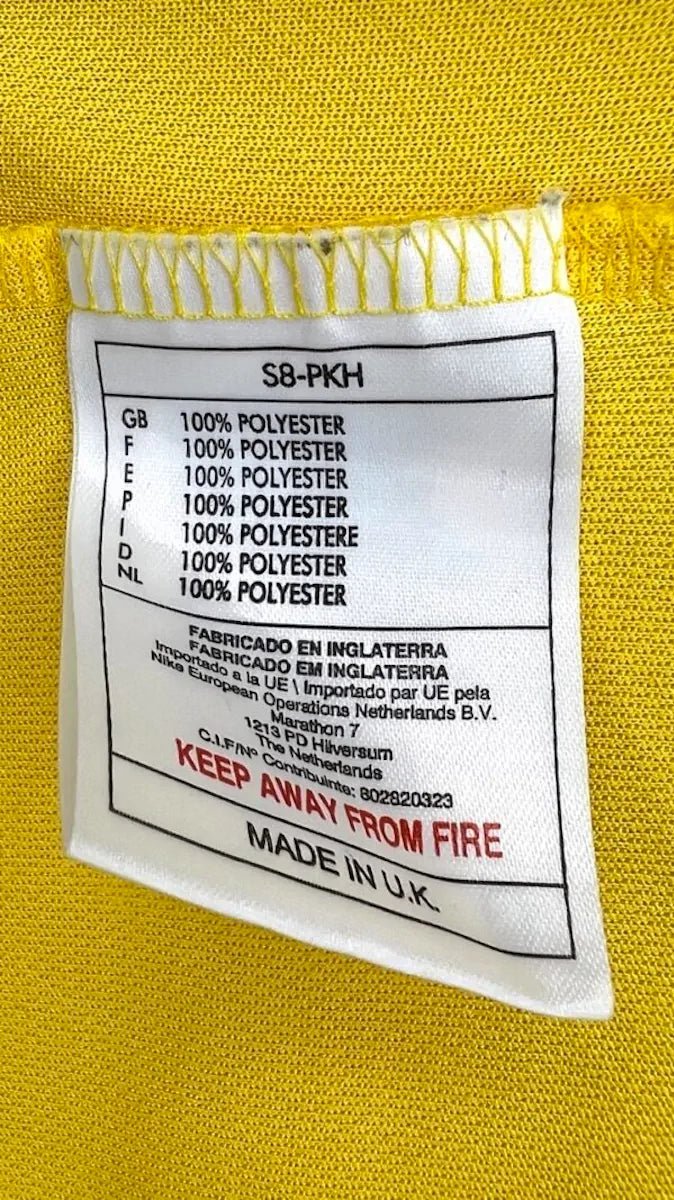 S8-PKH
GB 100% POLYESTER
F 100% POLYESTER
E 100% POLYESTER
P 100% POLYESTER
I 100% POLYESTERE
D 100% POLYESTER
NL 100% POLYESTER
FABRICADO EN INGLATERRA
FABRICADO EM INGLATERRA
Importado a la UE \ Importado par UE pela
Nike European Operations Netherlands B.V.
Marathon 7
1213 PD Hilversum
The Netherlands
C.I.F/Nº Contribuinte: 802820323
KEEP AWAY FROM FIRE
MADE IN U.K.